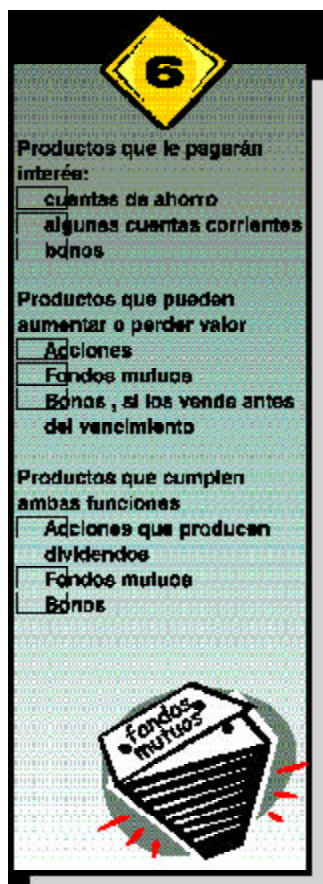 6
Productos que le pagarán
interés:
cuentas de ahorro
algunas cuentas corrientes
bonos
Productos que pueden
aumentar o perder valor
Acciones
Fondos mutuos
Bonos , si los vende antes
del vencimiento
Productos que cumplen
ambas funciones
Acciones que producen
dividendos
Fondos mutuos
Bonos
fondos
mutuos